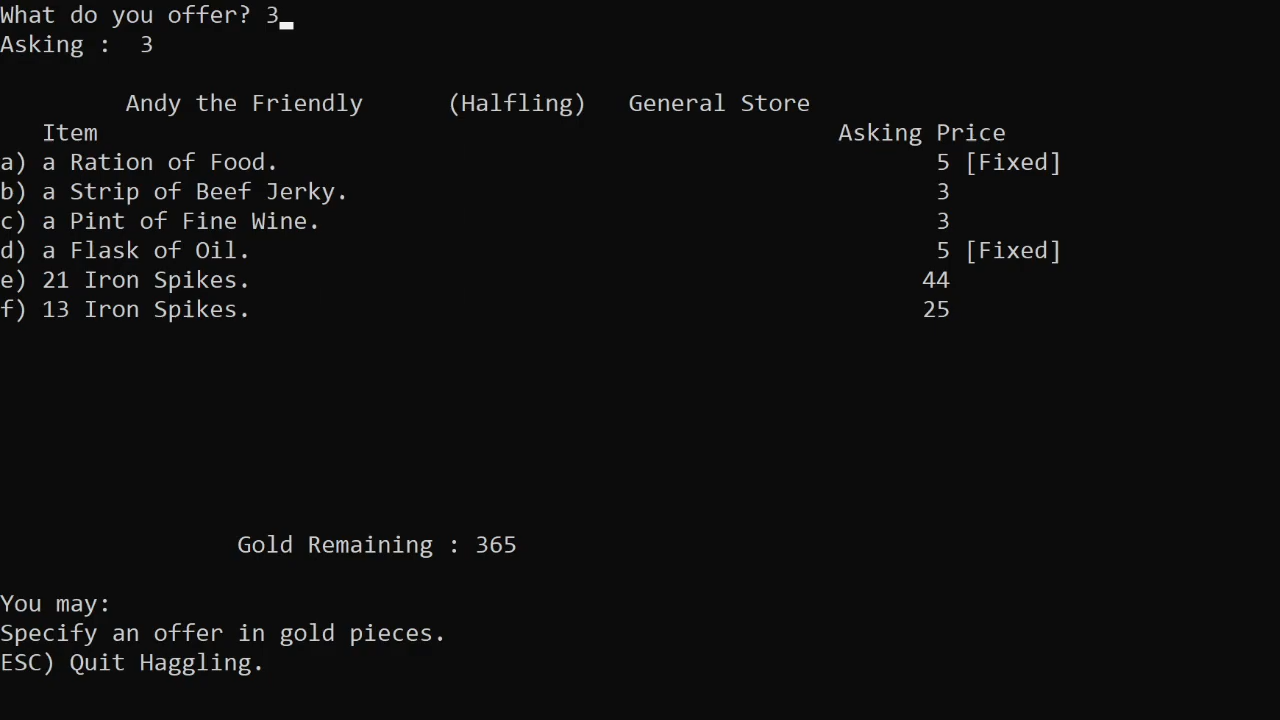 What do you offer? 3
Asking :  3
Andy the Friendly      (Halfling)   General Store
Item                                                     Asking Price
a) a Ration of Food.                                                5 [Fixed]
b) a Strip of Beef Jerky.                                           3
c) a Pint of Fine Wine.                                             3
d) a Flask of Oil.                                                  5 [Fixed]
e) 21 Iron Spikes.                                                 44
f) 13 Iron Spikes.                                                 25
Gold Remaining : 365
You may:
Specify an offer in gold pieces.
ESC) Quit Haggling.